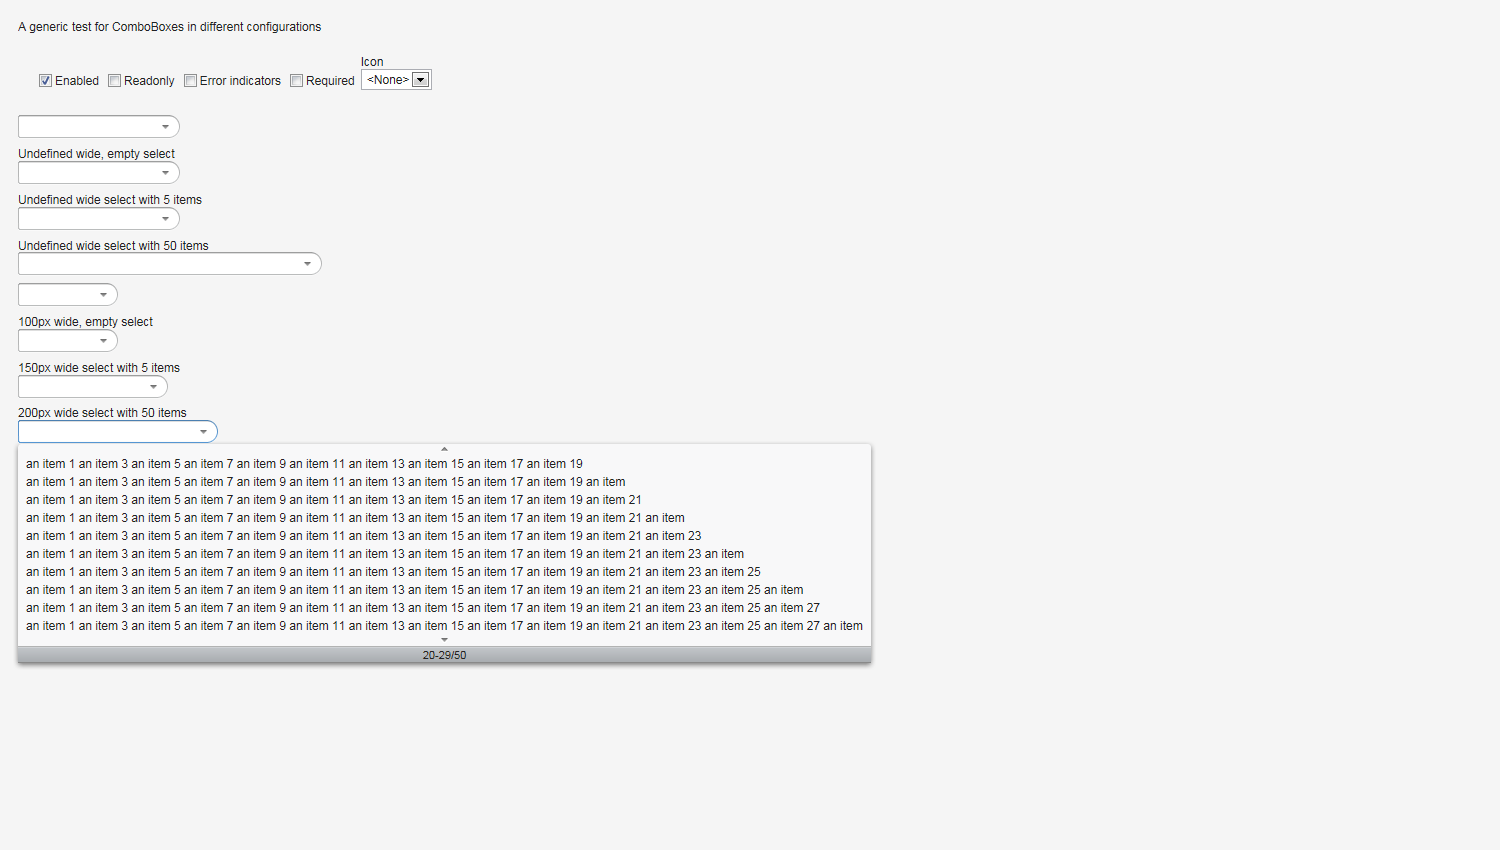 A generic test for ComboBoxes in different configurations
Icon
Enabled Readonly Error indicators Required <None>
Undefined wide, empty select
Undefined wide select with 5 items
Undefined wide select with 50 items
100px wide, empty select
150px wide select with 5 items
200px wide select with 50 items
an item 1 an item 3 an item 5 an item 7 an item 9 an item 11 an item 13 an item 15 an item 17 an item 19
an item 1 an item 3 an item 5 an item 7 an item 9 an item 11 an item 13 an item 15 an item 17 an item 19 an item
an item 1 an item 3 an item 5 an item 7 an item 9 an item 11 an item 13 an item 15 an item 17 an item 19 an item 21
an item 1 an item 3 an item 5 an item 7 an item 9 an item 11 an item 13 an item 15 an item 17 an item 19 an item 21 an item
an item 1 an item 3 an item 5 an item 7 an item 9 an item 11 an item 13 an item 15 an item 17 an item 19 an item 21 an item 23
an item 1 an item 3 an item 5 an item 7 an item 9 an item 11 an item 13 an item 15 an item 17 an item 19 an item 21 an item 23 an item
an item 1 an item 3 an item 5 an item 7 an item 9 an item 11 an item 13 an item 15 an item 17 an item 19 an item 21 an item 23 an item 25
an item 1 an item 3 an item 5 an item 7 an item 9 an item 11 an item 13 an item 15 an item 17 an item 19 an item 21 an item 23 an item 25 an item
an item 1 an item 3 an item 5 an item 7 an item 9 an item 11 an item 13 an item 15 an item 17 an item 19 an item 21 an item 23 an item 25 an item 27
an item 1 an item 3 an item 5 an item 7 an item 9 an item 11 an item 13 an item 15 an item 17 an item 19 an item 21 an item 23 an item 25 an item 27 an item
20-29/50